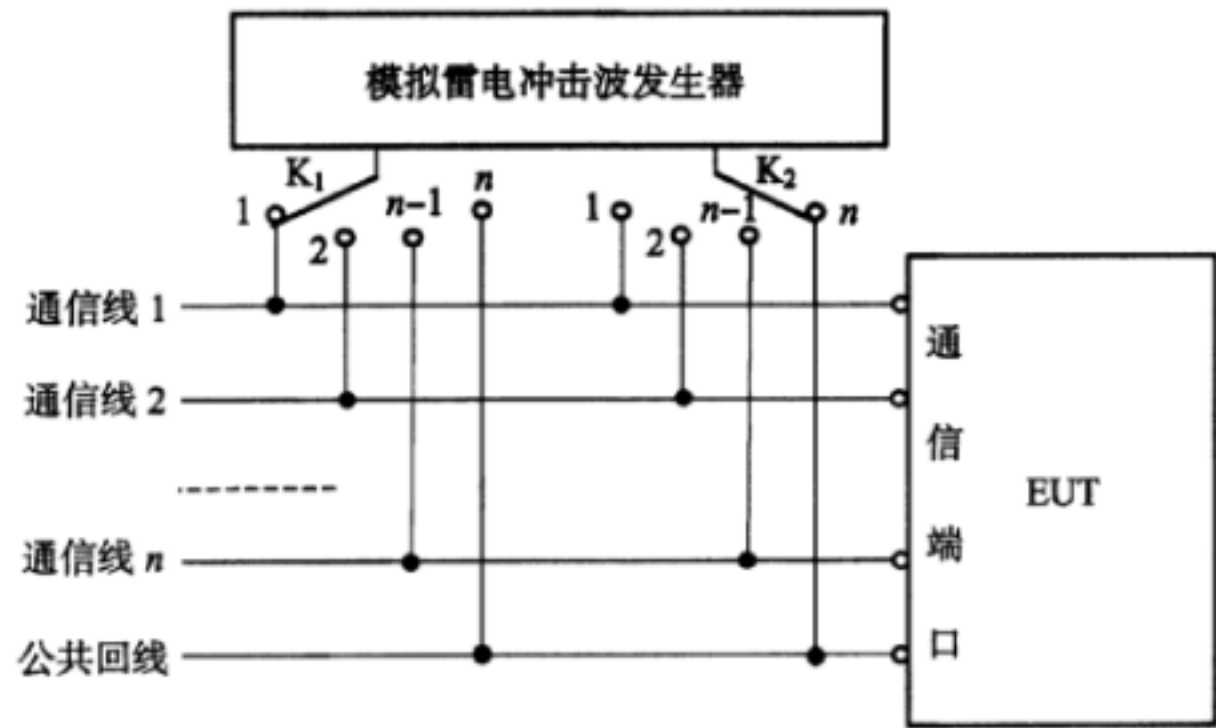 模拟雷电冲击波发生器
K₁
K₂
1
2
n−1
n
1
2
n−1
n
通信线 1
通信线 2
通信线 n
公共回线
通信端口
EUT